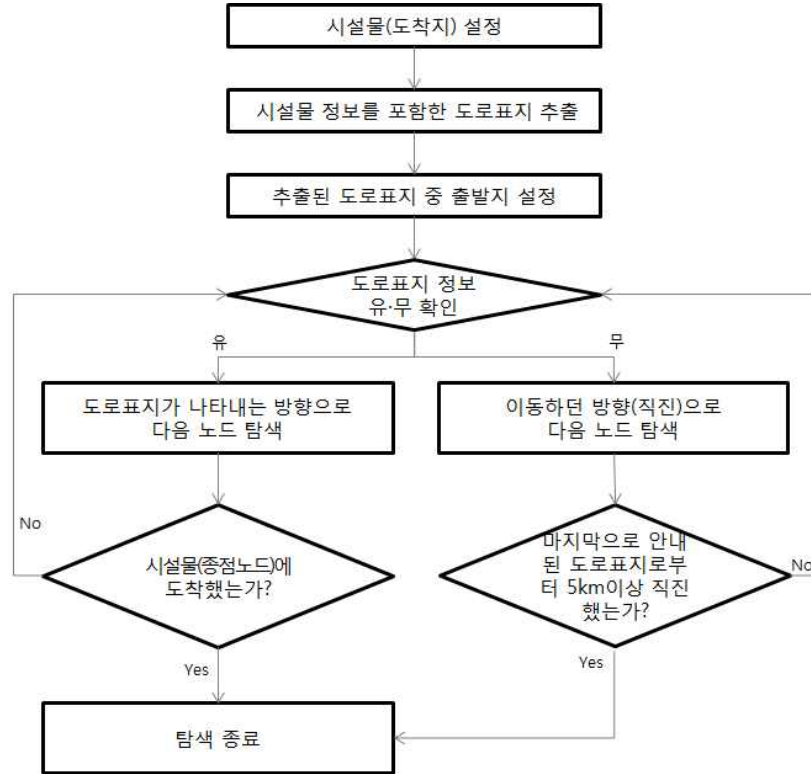 시설물(도착지) 설정
시설물 정보를 포함한 도로표지 추출
추출된 도로표지 중 출발지 설정
도로표지 정보
유·무 확인
유
무
도로표지가 나타내는 방향으로
다음 노드 탐색
이동하던 방향(직진)으로
다음 노드 탐색
No
시설물(종점노드)에
도착했는가?
마지막으로 안내
된 도로표지로부
터 5km이상 직진
했는가?
No
Yes
Yes
탐색 종료